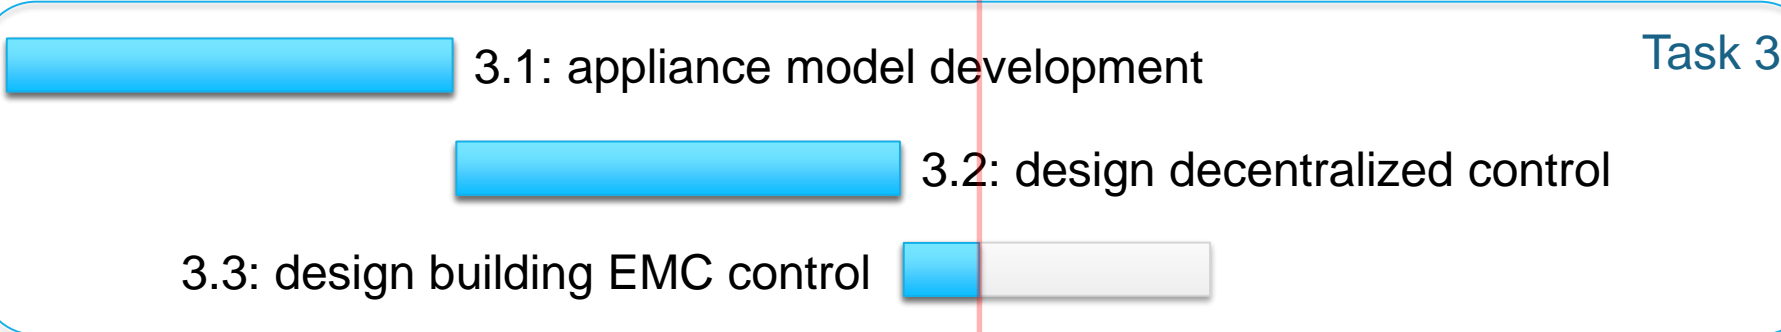 3.1: appliance model development
Task 3
3.2: design decentralized control
3.3: design building EMC control